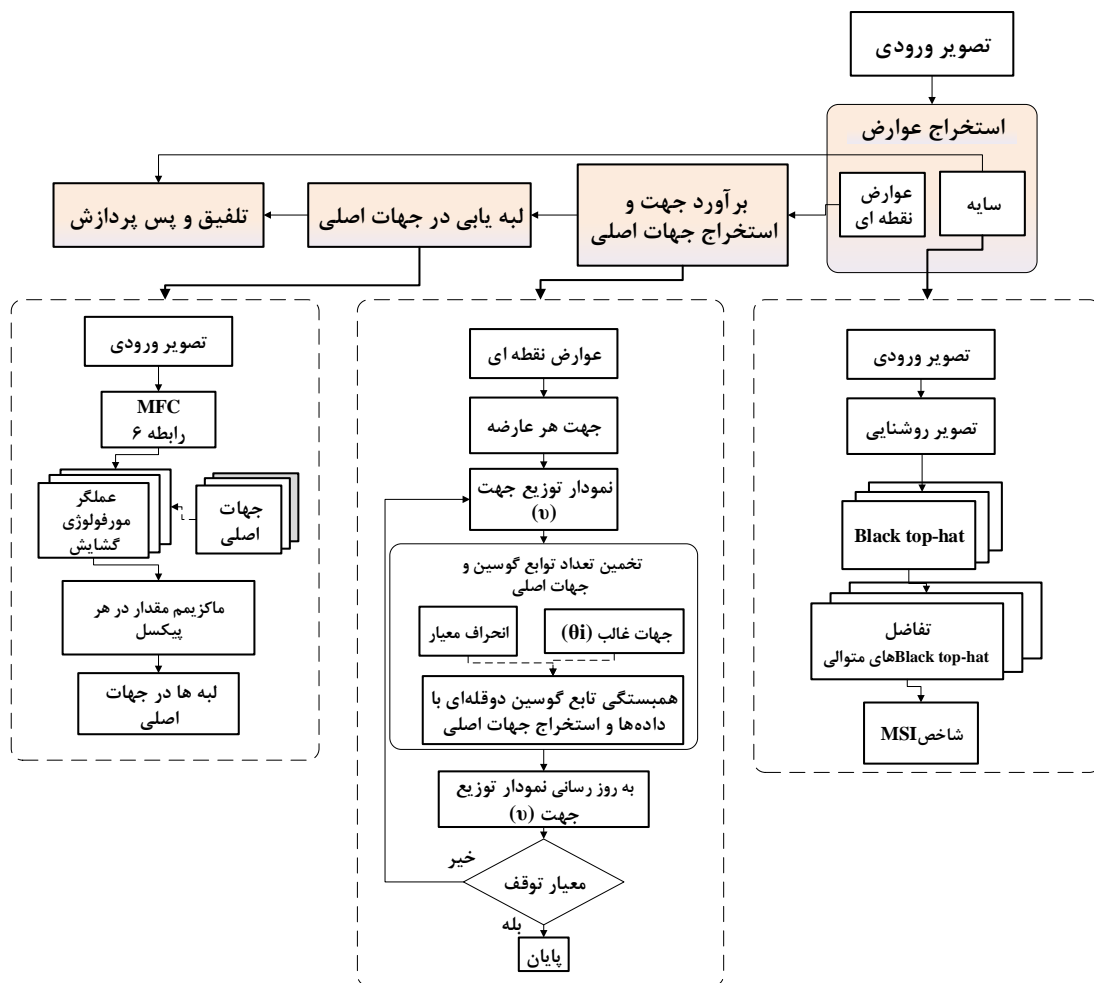 تصویر ورودی
استخراج عوارض
سایه
عوارض
نقطه ای
برآورد جهت و
استخراج جهات اصلی
لبه یابی در جهات اصلی
تلفیق و پس پردازش
تصویر ورودی
تصویر روشنایی
Black top-hat
تفاضل
Black top-hatهای متوالی
شاخصMSI
عوارض نقطه ای
جهت هر عارضه
نمودار توزیع جهت
(υ)
تخمین تعداد توابع گوسین و
جهات اصلی
جهات غالب (θi)
انحراف معیار
همبستگی تابع گوسین دوقله‌ای با
داده‌ها و استخراج جهات اصلی
به روز رسانی نمودار توزیع
جهت (υ)
معیار توقف
خیر
بله
پایان
تصویر ورودی
MFC
رابطه ۶
عملگر
مورفولوژی
گشایش
جهات
اصلی
ماکزیمم مقدار در هر
پیکسل
لبه ها در جهات
اصلی